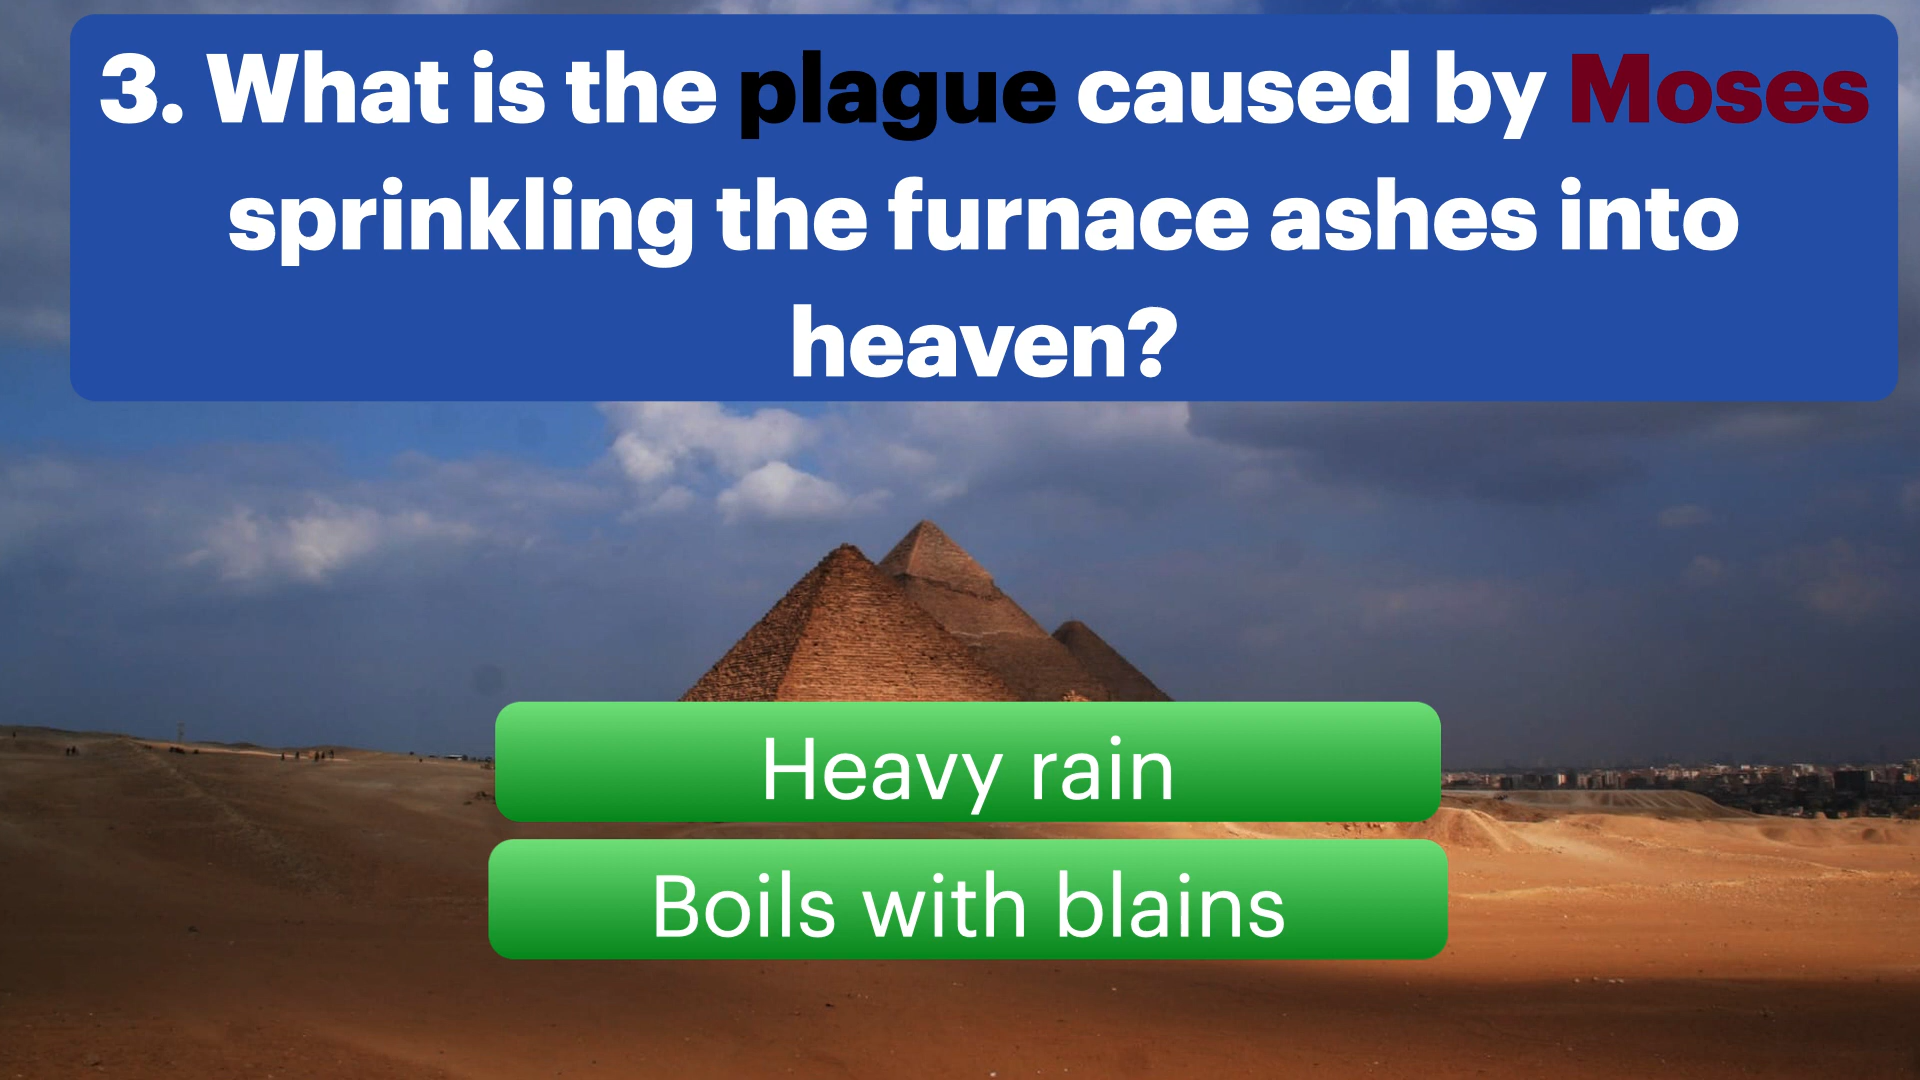 3. What is the plague caused by Moses
sprinkling the furnace ashes into
heaven?
Heavy rain
Boils with blains